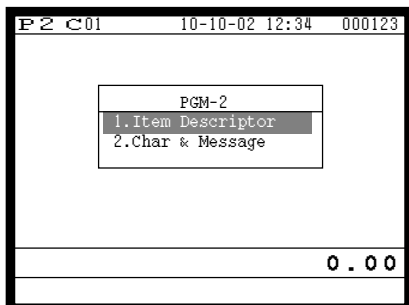 P2 C01 10-10-02 12:34 000123
PGM-2
1.Item Descriptor
2.Char & Message
0.00